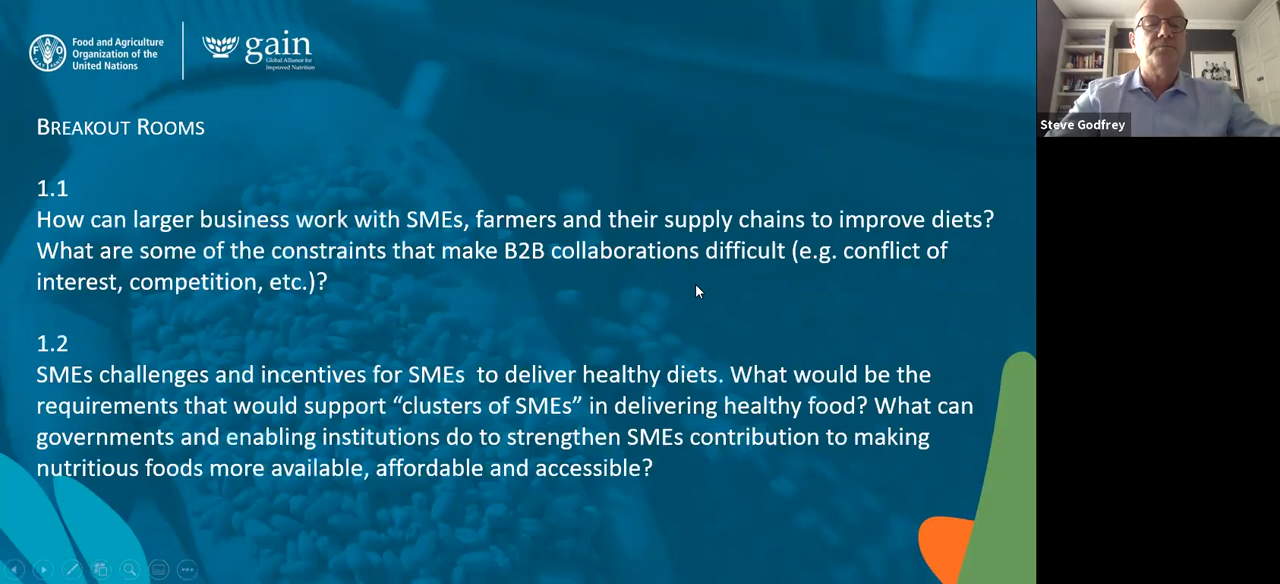 Food and Agriculture
Organization of the
United Nations
gain
Global Alliance for
Improved Nutrition
BREAKOUT ROOMS
1.1
How can larger business work with SMEs, farmers and their supply chains to improve diets?
What are some of the constraints that make B2B collaborations difficult (e.g. conflict of
interest, competition, etc.)?
1.2
SMEs challenges and incentives for SMEs  to deliver healthy diets. What would be the
requirements that would support “clusters of SMEs” in delivering healthy food? What can
governments and enabling institutions do to strengthen SMEs contribution to making
nutritious foods more available, affordable and accessible?
Steve Godfrey